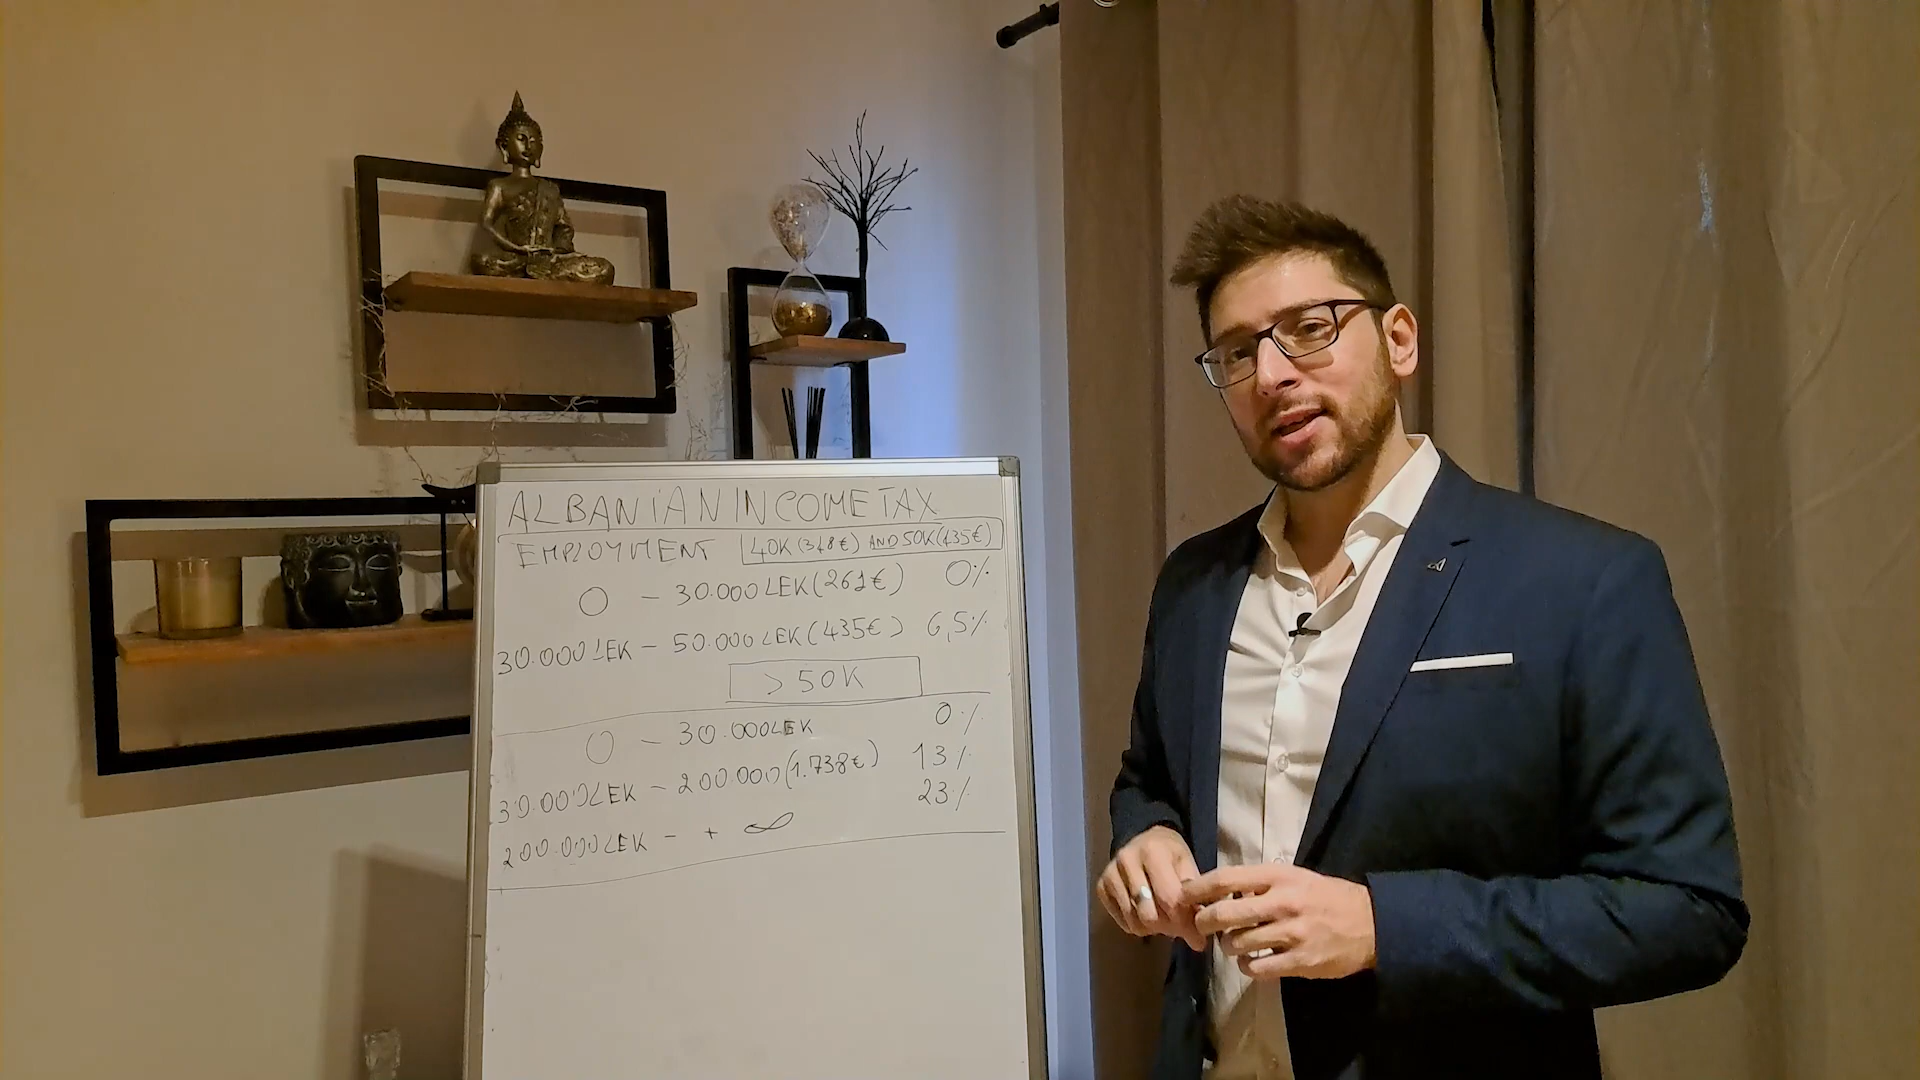 ALBANIAN INCOME TAX
EMPLOYMENT 40K (348€) AND 50K (435€)
0 - 30.000 LEK (261€) 0%
30.000 LEK - 50.000 LEK (435€) 6,5%
> 50K
0 - 30.000 LEK 0%
30.000 LEK - 200.000 (1.738€) 13%
200.000 LEK - + ∞ 23%